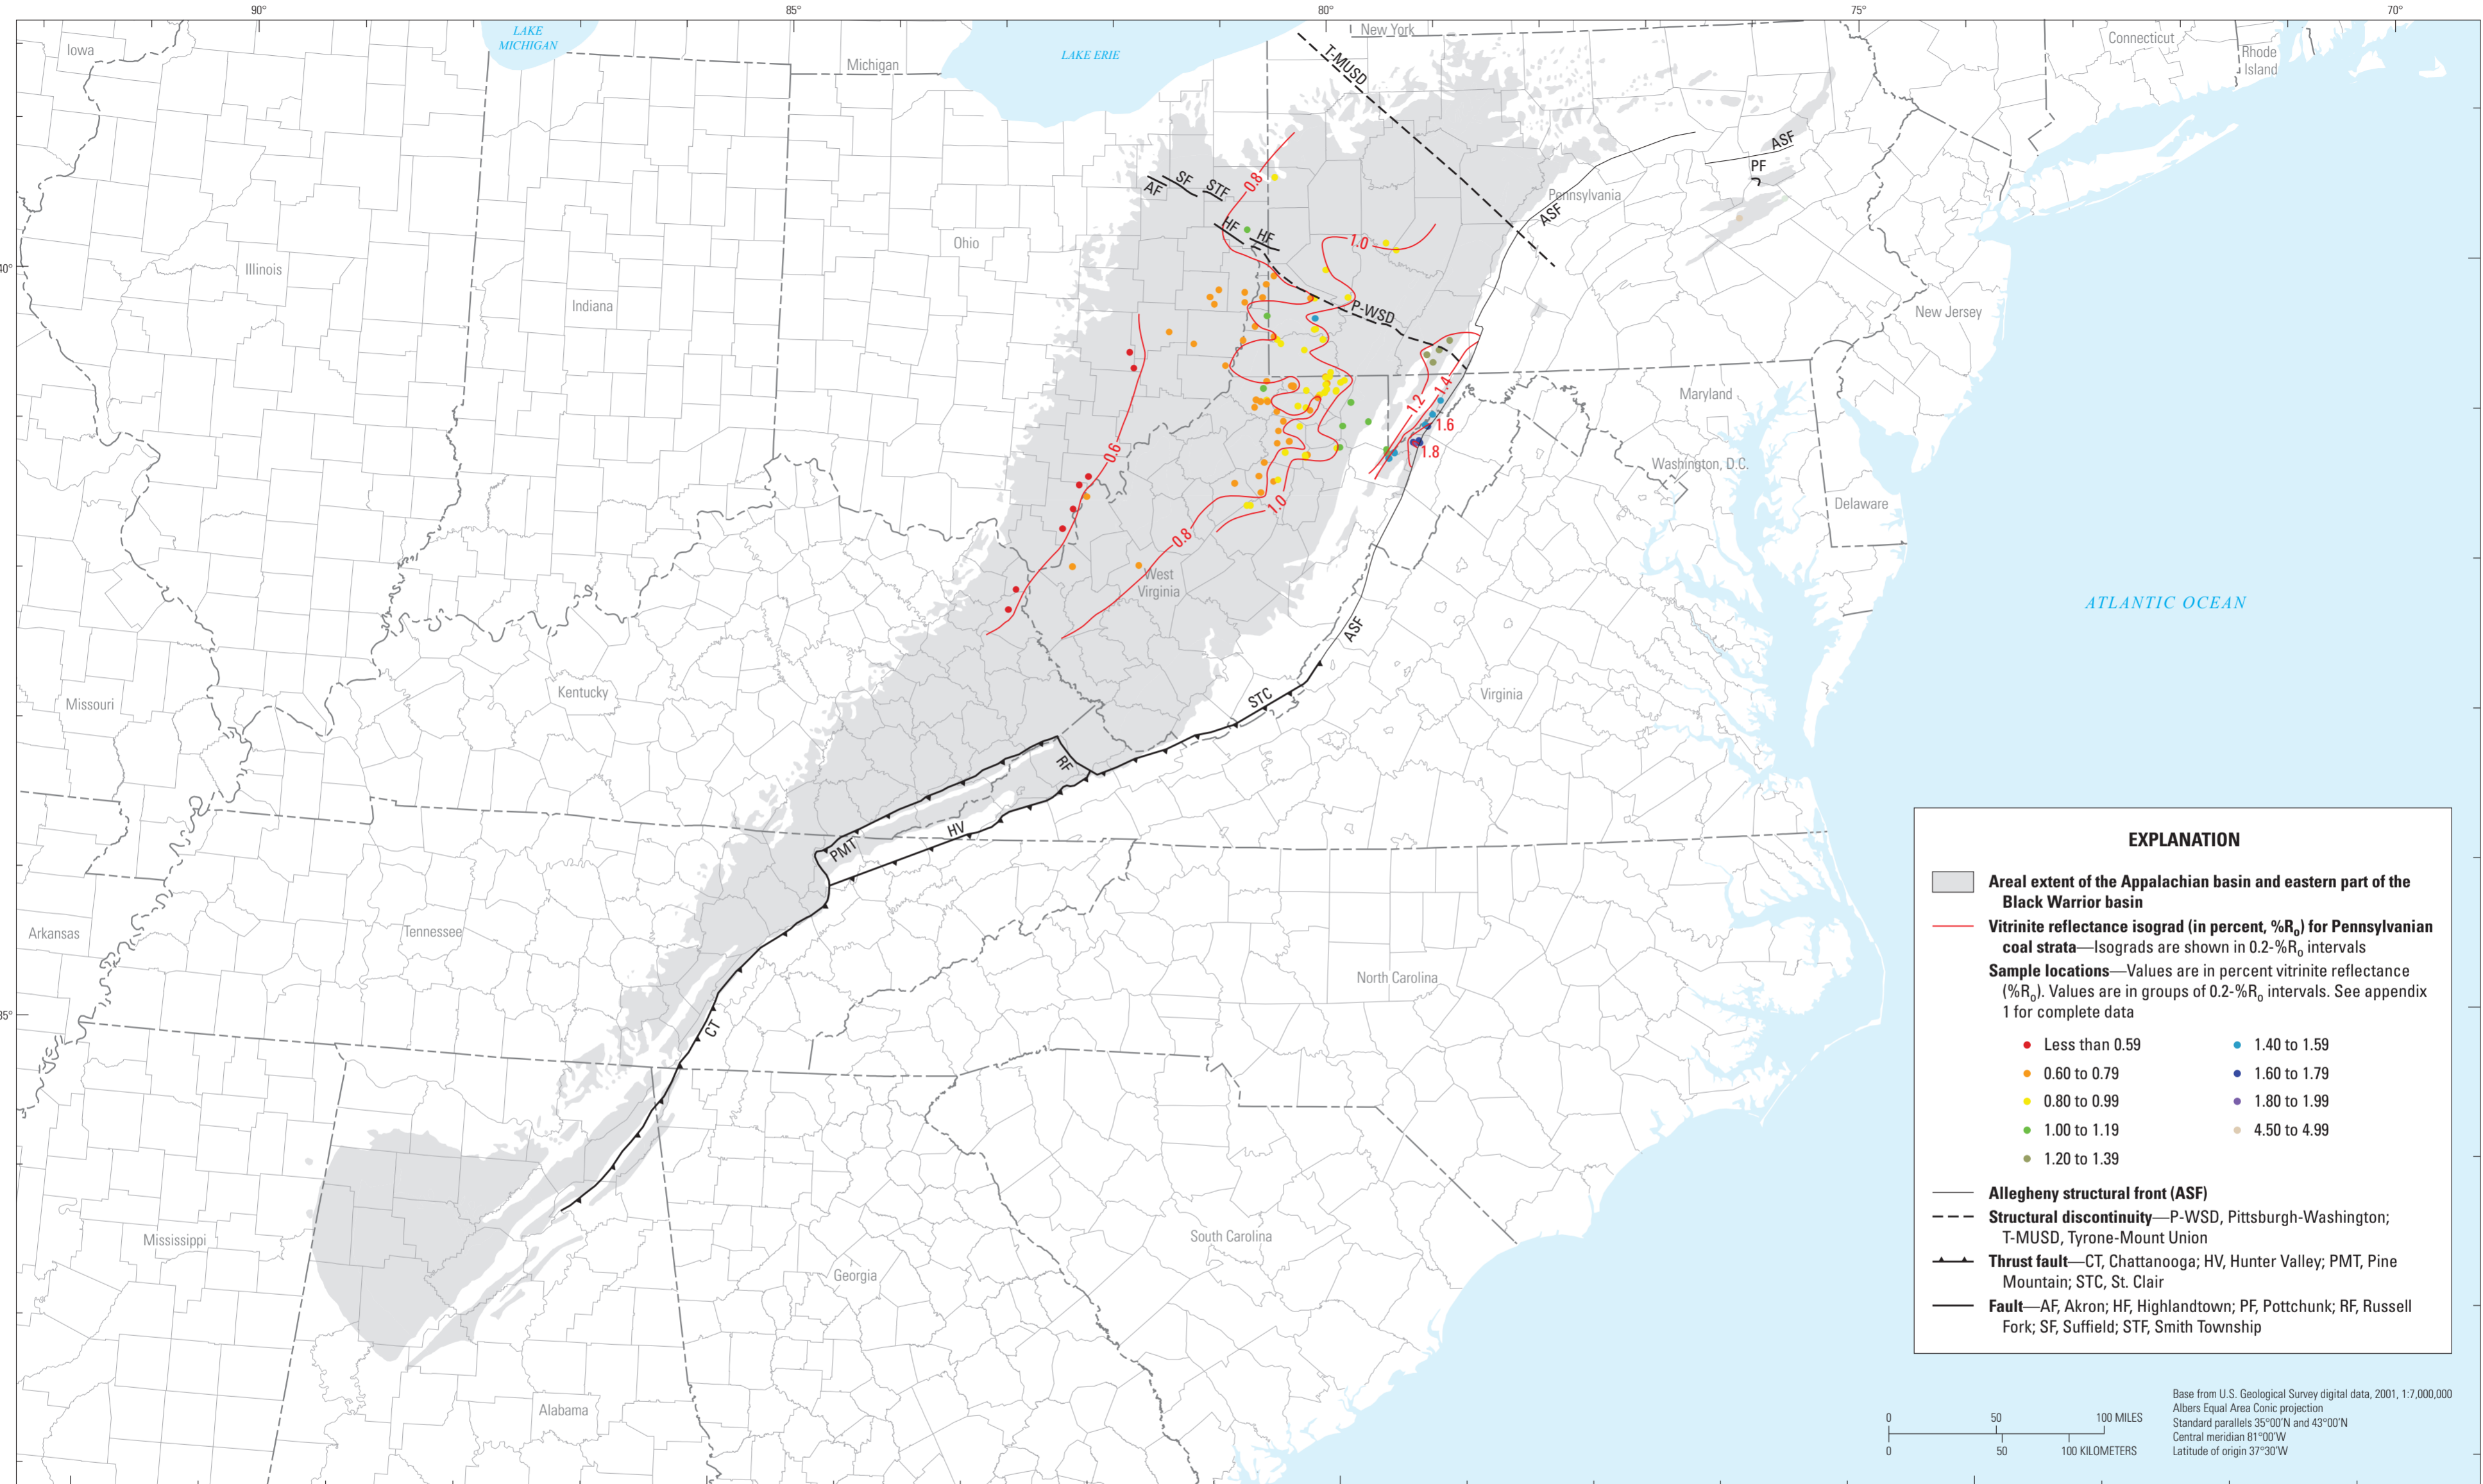 90°
85°
80°
75°
70°
Iowa
LAKE
MICHIGAN
Michigan
LAKE ERIE
New York
T-MUSD
Connecticut
Rhode
Island
ASF
PF
Pennsylvania
ASF
0.8
SF
AF
STF
HF
HF
1.0
Ohio
40°
Illinois
Indiana
P-WSD
New Jersey
Maryland
1.4
1.2
1.6
1.8
Washington, D.C.
Delaware
0.6
1.0
0.8
West
Virginia
ATLANTIC OCEAN
ASF
Kentucky
Missouri
STC
Virginia
RF
HV
PMT
Arkansas
Tennessee
North Carolina
35°
CT
Mississippi
South Carolina
Georgia
Alabama
EXPLANATION
Areal extent of the Appalachian basin and eastern part of the
Black Warrior basin
Vitrinite reflectance isograd (in percent, %Ro) for Pennsylvanian
coal strata—Isograds are shown in 0.2-%Ro intervals
Sample locations—Values are in percent vitrinite reflectance
(%Ro). Values are in groups of 0.2-%Ro intervals. See appendix
1 for complete data
Less than 0.59
0.60 to 0.79
0.80 to 0.99
1.00 to 1.19
1.20 to 1.39
1.40 to 1.59
1.60 to 1.79
1.80 to 1.99
4.50 to 4.99
Allegheny structural front (ASF)
Structural discontinuity—P-WSD, Pittsburgh-Washington;
T-MUSD, Tyrone-Mount Union
Thrust fault—CT, Chattanooga; HV, Hunter Valley; PMT, Pine
Mountain; STC, St. Clair
Fault—AF, Akron; HF, Highlandtown; PF, Pottchunk; RF, Russell
Fork; SF, Suffield; STF, Smith Township
0 50 100 MILES
0 50 100 KILOMETERS
Base from U.S. Geological Survey digital data, 2001, 1:7,000,000
Albers Equal Area Conic projection
Standard parallels 35°00'N and 43°00'N
Central meridian 81°00'W
Latitude of origin 37°30'W